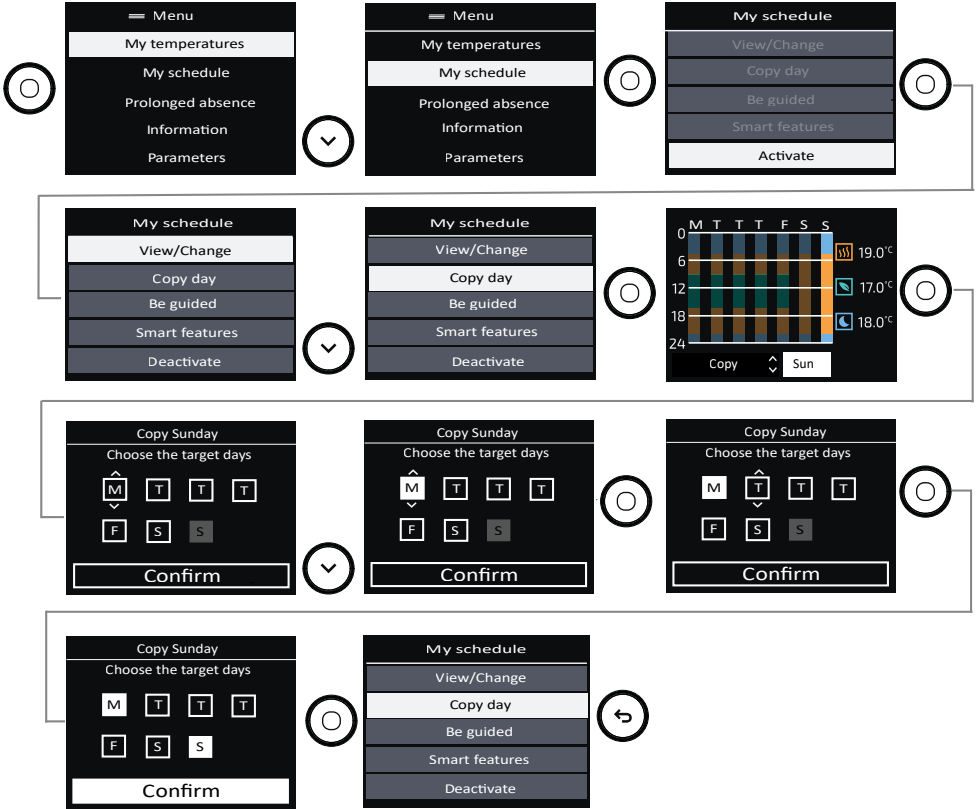 Menu
My temperatures
My schedule
Prolonged absence
Information
Parameters
Menu
My temperatures
My schedule
Prolonged absence
Information
Parameters
My schedule
View/Change
Copy day
Be guided
Smart features
Activate
My schedule
View/Change
Copy day
Be guided
Smart features
Deactivate
My schedule
View/Change
Copy day
Be guided
Smart features
Deactivate
M T T T F S S
0
6
12
18
24
19.0°C
17.0°C
18.0°C
Copy Sun
Copy Sunday
Choose the target days
M T T T
F S S
Confirm
Copy Sunday
Choose the target days
M T T T
F S S
Confirm
Copy Sunday
Choose the target days
M T T T
F S S
Confirm
Copy Sunday
Choose the target days
M T T T
F S S
Confirm
My schedule
View/Change
Copy day
Be guided
Smart features
Deactivate